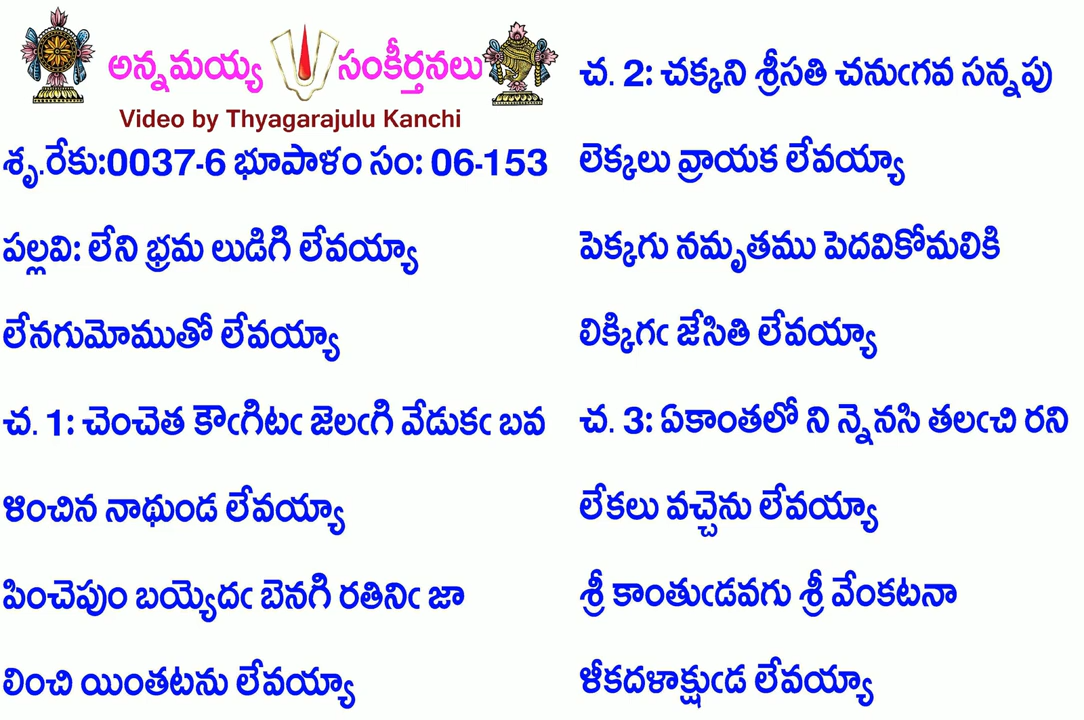 అన్నమయ్య సంకీర్తనలు
Video by Thyagarajulu Kanchi
శృ.రేకు:0037-6 భూపాళం సం: 06-153
పల్లవి: లేని భ్రమ లుడిగి లేవయ్యా
లేనగుమోముతో లేవయ్యా
చ. 1: చెంచెత కౌఁగిటఁ జెలఁగి వేడుకఁ బవ
ళించిన నాథుండ లేవయ్యా
పించెపుం బయ్యెదఁ బెనగి రతినిఁ జా
లించి యింతటను లేవయ్యా
చ. 2: చక్కని శ్రీసతి చనుఁగవ సన్నపు
లెక్కలు వ్రాయక లేవయ్యా
పెక్కగు నమృతము పెదవికోమలికి
లిక్కిగఁ జేసితి లేవయ్యా
చ. 3: ఏకాంతలో ని న్నెనసి తలఁచి రని
లేకలు వచ్చెను లేవయ్యా
శ్రీ కాంతుఁడవగు శ్రీ వేంకటనా
ళీకదళాక్షుఁడ లేవయ్యా